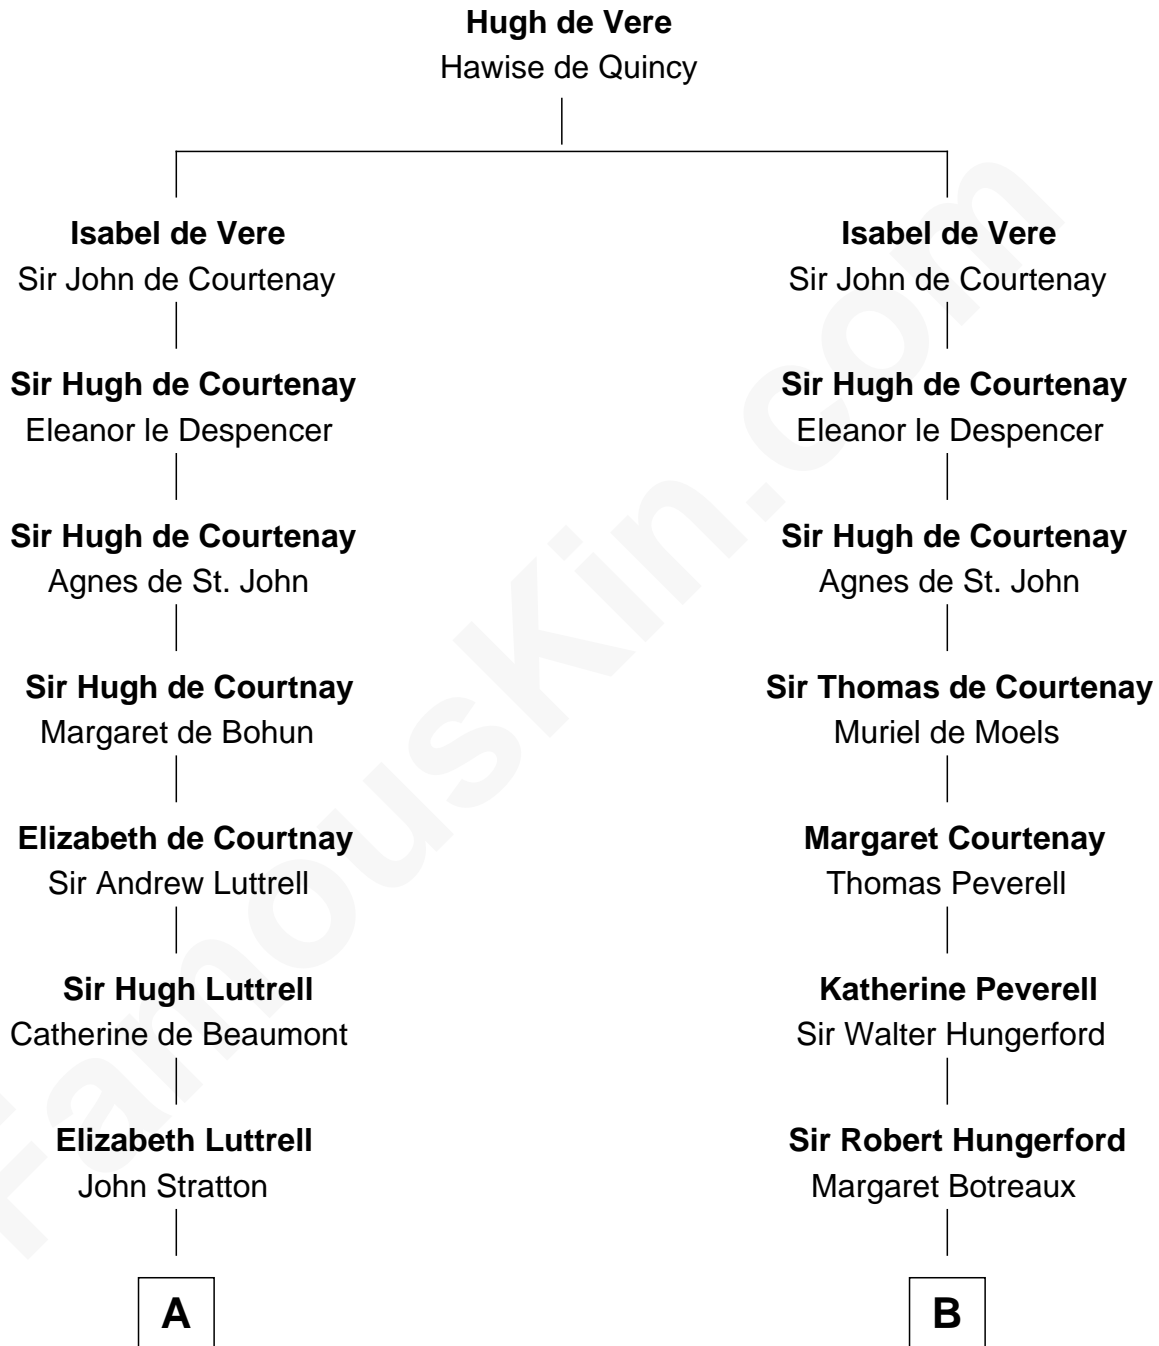 Hugh de Vere
Hawise de Quincy
Isabel de Vere
Sir John de Courtenay
Sir Hugh de Courtenay
Eleanor le Despencer
Sir Hugh de Courtenay
Agnes de St. John
Sir Hugh de Courtnay
Margaret de Bohun
Elizabeth de Courtnay
Sir Andrew Luttrell
Sir Hugh Luttrell
Catherine de Beaumont
Elizabeth Luttrell
John Stratton
A
Isabel de Vere
Sir John de Courtenay
Sir Hugh de Courtenay
Eleanor le Despencer
Sir Hugh de Courtenay
Agnes de St. John
Sir Thomas de Courtenay
Muriel de Moels
Margaret Courtenay
Thomas Peverell
Katherine Peverell
Sir Walter Hungerford
Sir Robert Hungerford
Margaret Botreaux
B
FamousKin.com